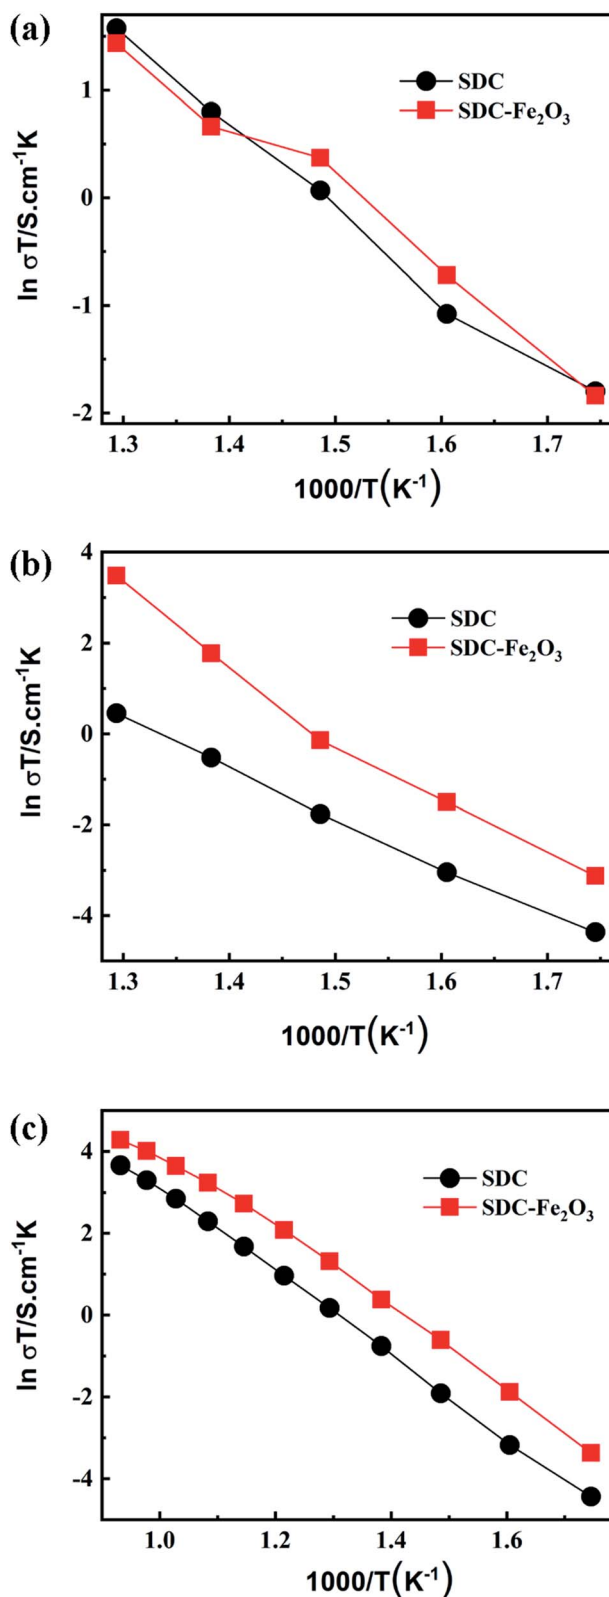 (a)
SDC
SDC-Fe₂O₃
1
0
-1
-2
ln σT/S.cm⁻¹K
1.3 1.4 1.5 1.6 1.7
1000/T(K⁻¹)
(b)
SDC
SDC-Fe₂O₃
4
2
0
-2
-4
ln σT/S.cm⁻¹K
1.3 1.4 1.5 1.6 1.7
1000/T(K⁻¹)
(c)
SDC
SDC-Fe₂O₃
4
2
0
-2
-4
ln σT/S.cm⁻¹K
1.0 1.2 1.4 1.6
1000/T(K⁻¹)